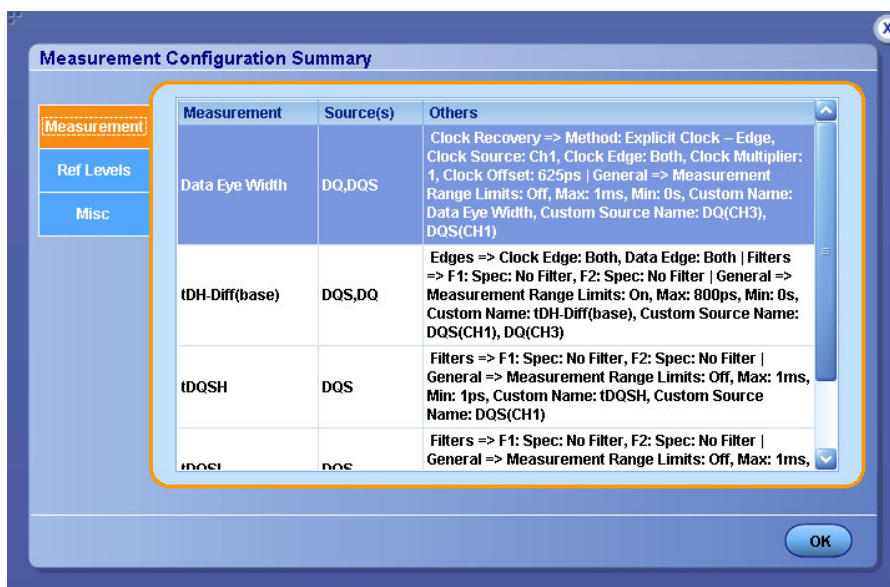 Measurement Configuration Summary
Measurement
Ref Levels
Misc
Measurement Source(s) Others
Data Eye Width DQ,DQS
Clock Recovery => Method: Explicit Clock – Edge,
Clock Source: Ch1, Clock Edge: Both, Clock Multiplier:
1, Clock Offset: 625ps | General => Measurement
Range Limits: Off, Max: 1ms, Min: 0s, Custom Name:
Data Eye Width, Custom Source Name: DQ(CH3),
DQS(CH1)
tDH-Diff(base) DQS,DQ
Edges => Clock Edge: Both, Data Edge: Both | Filters
=> F1: Spec: No Filter, F2: Spec: No Filter | General =>
Measurement Range Limits: On, Max: 800ps, Min: 0s,
Custom Name: tDH-Diff(base), Custom Source Name:
DQS(CH1), DQ(CH3)
tDQSH DQS
Filters => F1: Spec: No Filter, F2: Spec: No Filter |
General => Measurement Range Limits: Off, Max: 1ms,
Min: 1ps, Custom Name: tDQSH, Custom Source
Name: DQS(CH1)
tDQSL DQS
Filters => F1: Spec: No Filter, F2: Spec: No Filter |
General => Measurement Range Limits: Off, Max: 1ms,
OK